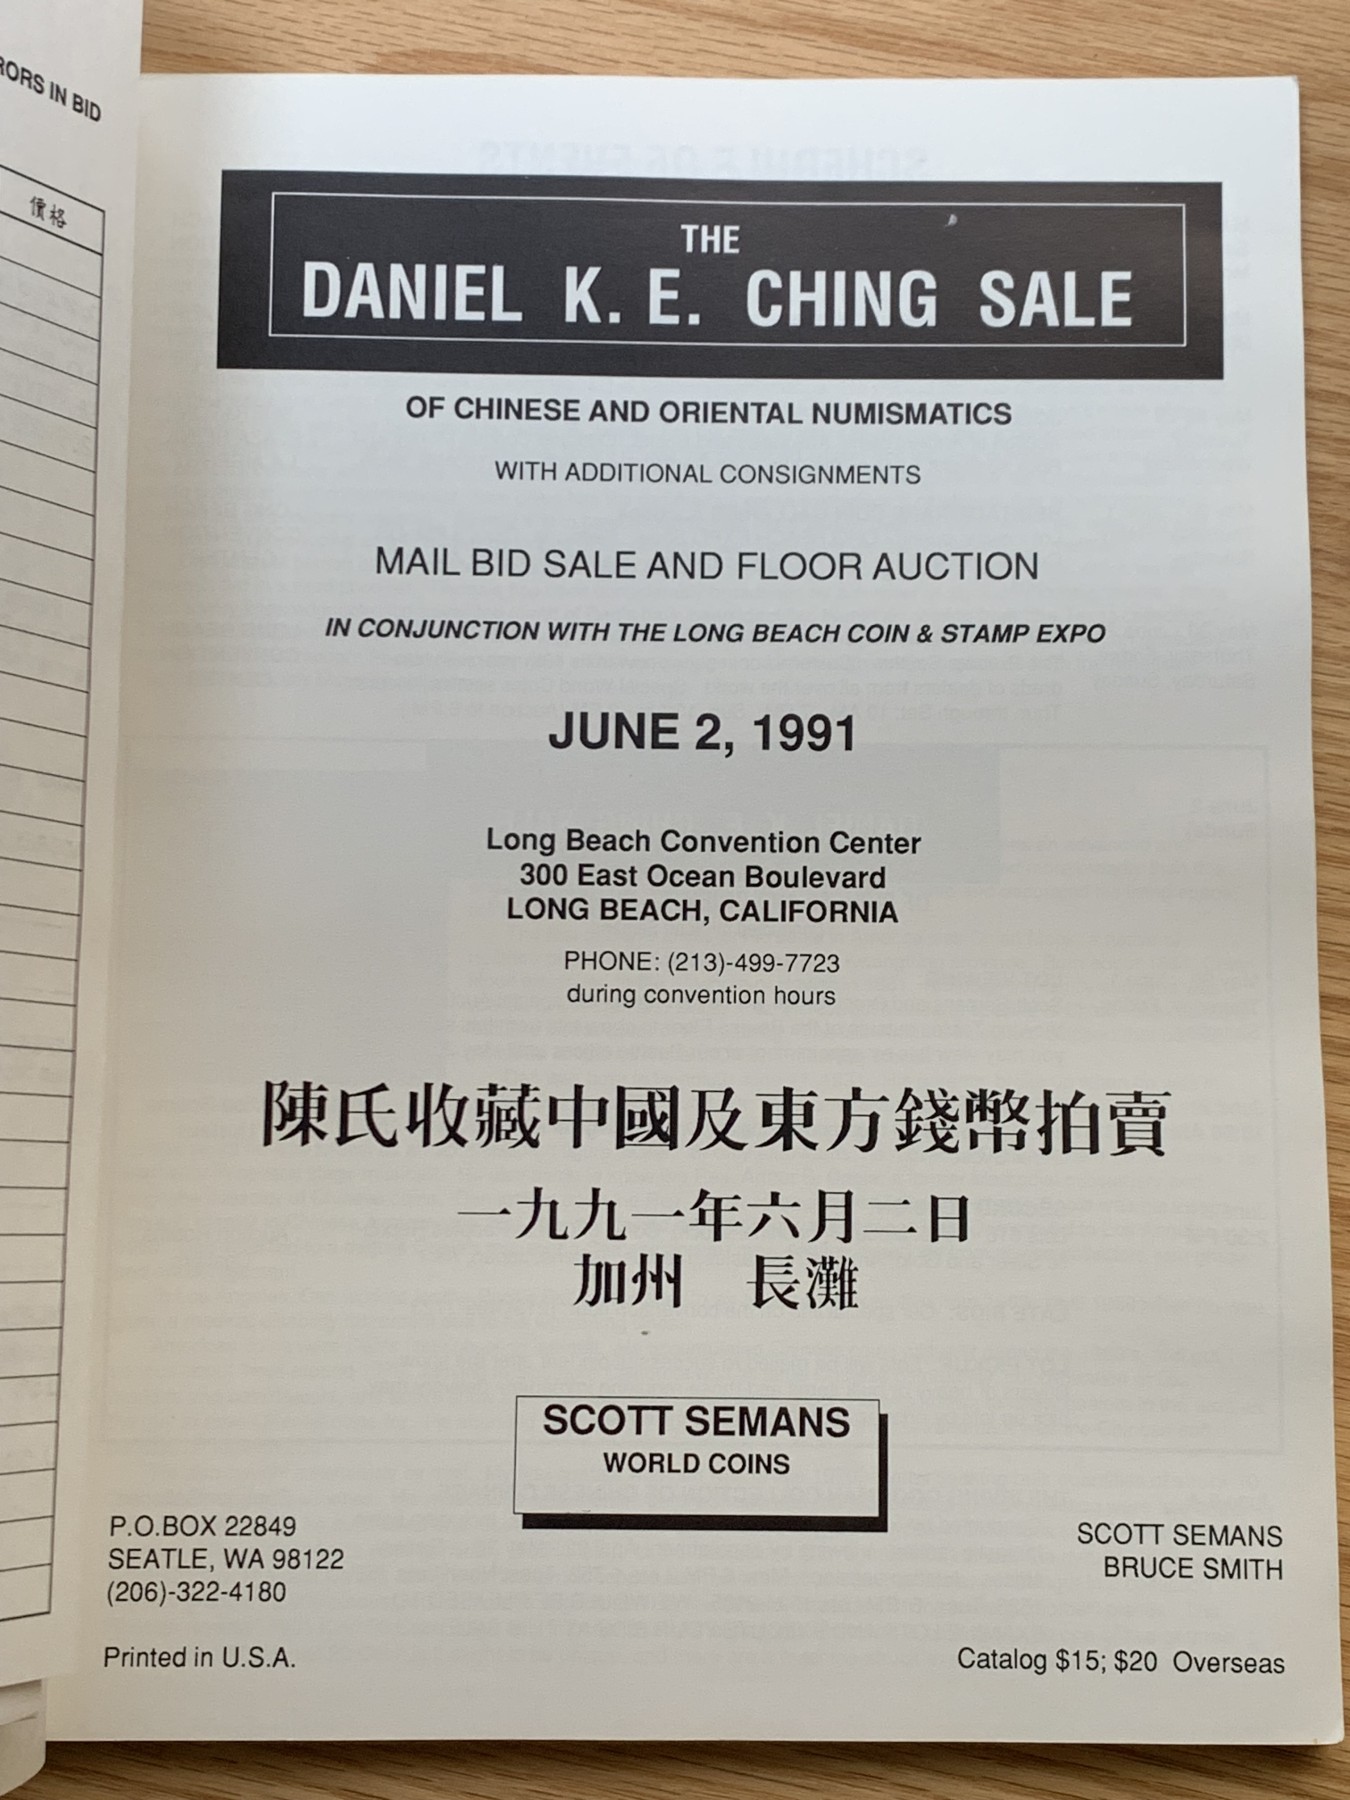 RORS IN BID
價格
THE
DANIEL K. E. CHING SALE
OF CHINESE AND ORIENTAL NUMISMATICS
WITH ADDITIONAL CONSIGNMENTS
MAIL BID SALE AND FLOOR AUCTION
IN CONJUNCTION WITH THE LONG BEACH COIN & STAMP EXPO
JUNE 2, 1991
Long Beach Convention Center
300 East Ocean Boulevard
LONG BEACH, CALIFORNIA
PHONE: (213)-499-7723
during convention hours
陳氏收藏中國及東方錢幣拍賣
一九九一年六月二日
加州 長灘
SCOTT SEMANS
WORLD COINS
P.O.BOX 22849
SEATLE, WA 98122
(206)-322-4180
SCOTT SEMANS
BRUCE SMITH
Printed in U.S.A.
Catalog $15; $20 Overseas